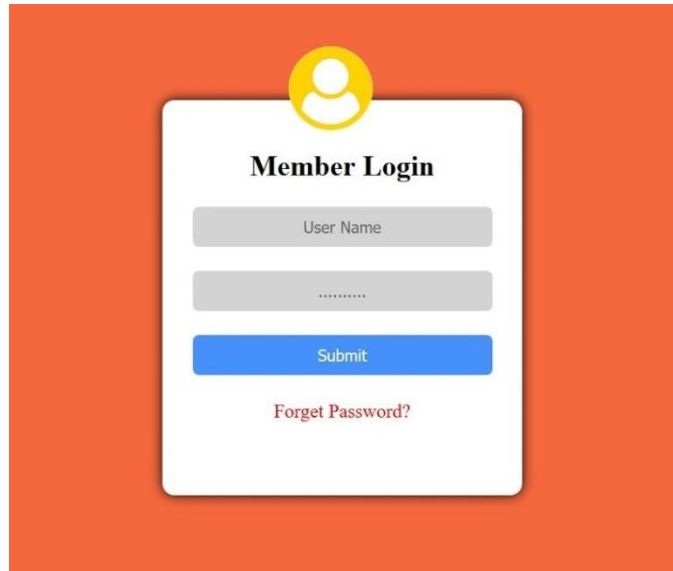 Member Login
User Name
..........
Submit
Forget Password?